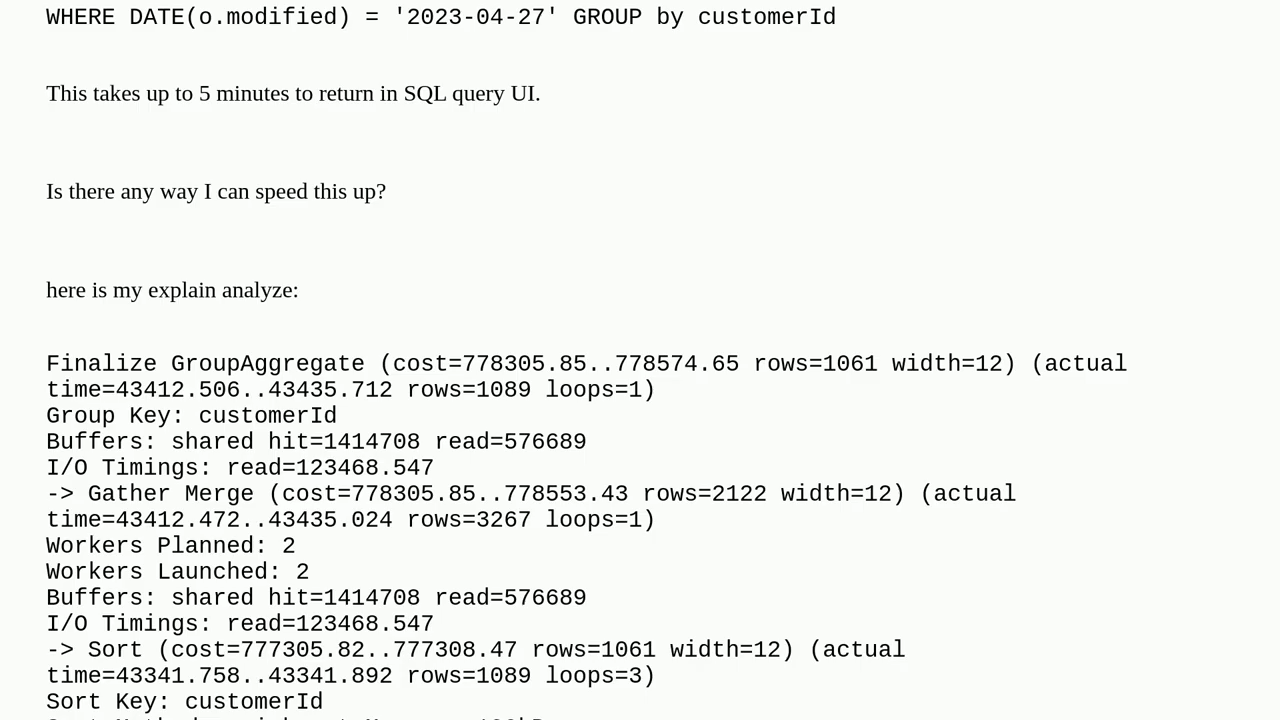 WHERE DATE(o.modified) = '2023-04-27' GROUP by customerId
This takes up to 5 minutes to return in SQL query UI.
Is there any way I can speed this up?
here is my explain analyze:
Finalize GroupAggregate (cost=778305.85..778574.65 rows=1061 width=12) (actual
time=43412.506..43435.712 rows=1089 loops=1)
Group Key: customerId
Buffers: shared hit=1414708 read=576689
I/O Timings: read=123468.547
-> Gather Merge (cost=778305.85..778553.43 rows=2122 width=12) (actual
time=43412.472..43435.024 rows=3267 loops=1)
Workers Planned: 2
Workers Launched: 2
Buffers: shared hit=1414708 read=576689
I/O Timings: read=123468.547
-> Sort (cost=777305.82..777308.47 rows=1061 width=12) (actual
time=43341.758..43341.892 rows=1089 loops=3)
Sort Key: customerId